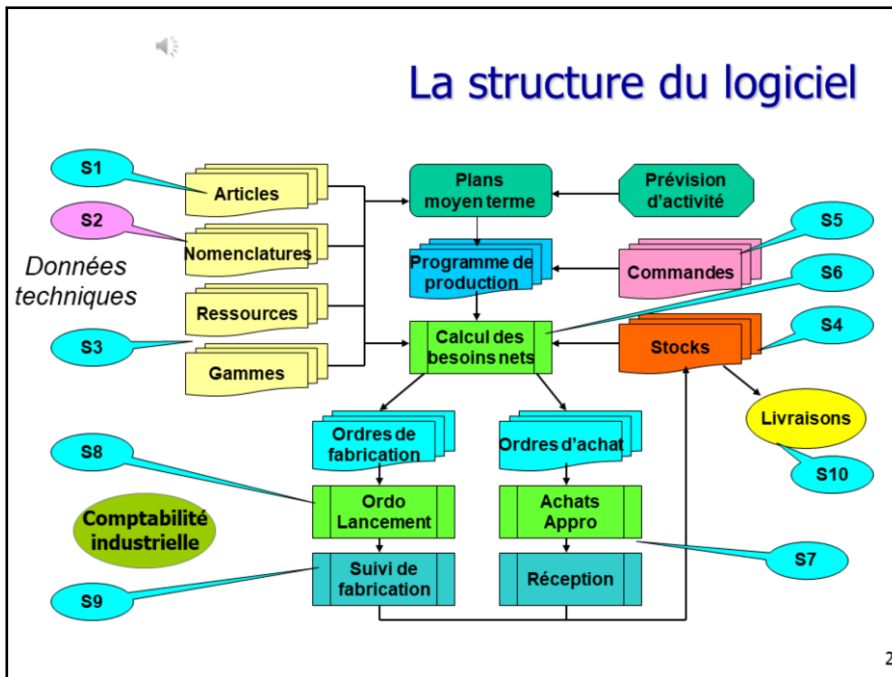 La structure du logiciel
S1
Articles
Plans
moyen terme
Prévision
d'activité
S2
Nomenclatures
Programme de
production
Commandes
S5
S6
Données
techniques
Ressources
S3
Gammes
Calcul des
besoins nets
Stocks
S4
Livraisons
S10
Ordres de
fabrication
Ordres d'achat
S8
Ordo
Lancement
Achats
Appro
Comptabilité
industrielle
S7
S9
Suivi de
fabrication
Réception
2